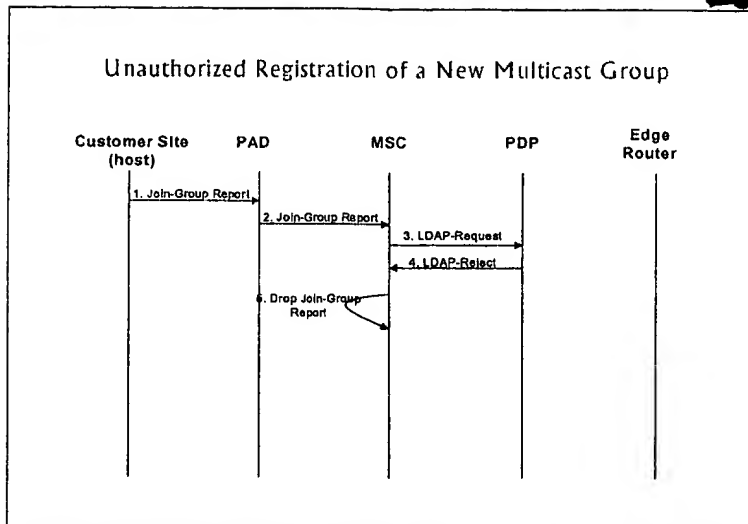 Unauthorized Registration of a New Multicast Group
Customer Site
(host)
PAD
MSC
PDP
Edge
Router
1. Join-Group Report
2. Join-Group Report
3. LDAP-Request
4. LDAP-Reject
5. Drop Join-Group
Report